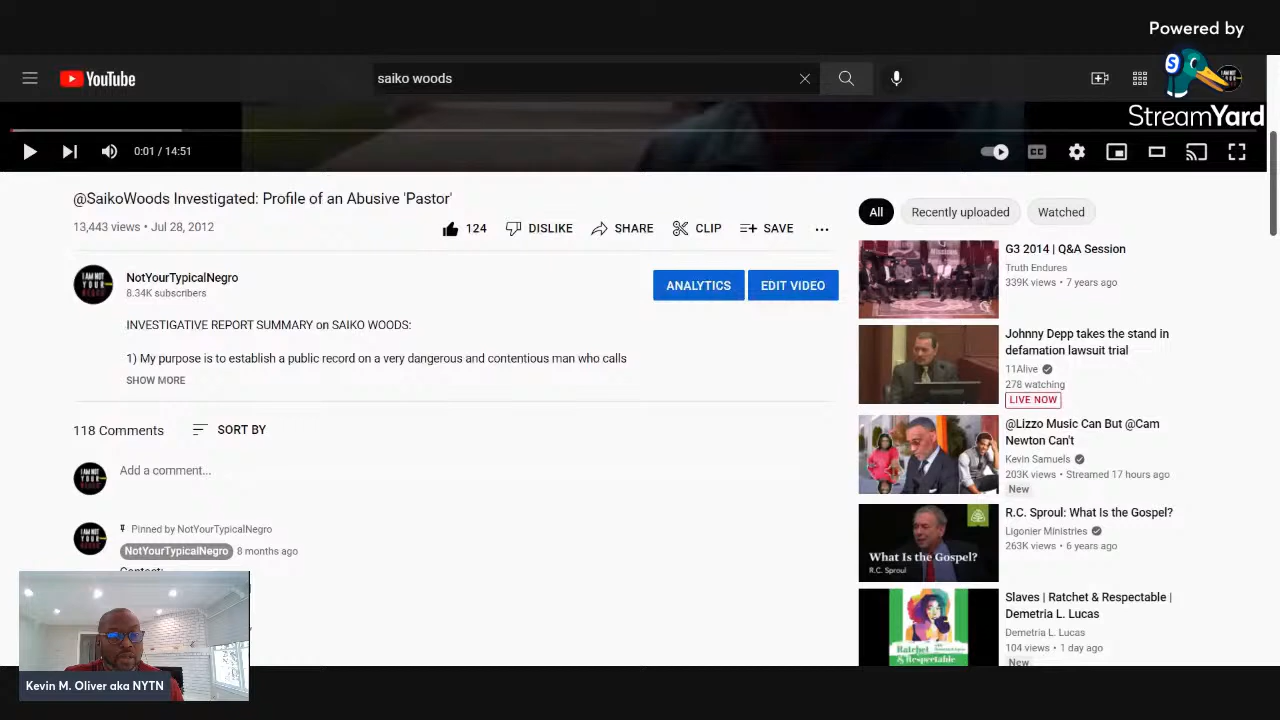 Powered by
YouTube
saiko woods
StreamYard
0:01 / 14:51
CC
@SaikoWoods Investigated: Profile of an Abusive 'Pastor'
13,443 views • Jul 28, 2012
124
DISLIKE
SHARE
CLIP
SAVE
NotYourTypicalNegro
8.34K subscribers
ANALYTICS
EDIT VIDEO
INVESTIGATIVE REPORT SUMMARY on SAIKO WOODS:
1) My purpose is to establish a public record on a very dangerous and contentious man who calls
SHOW MORE
118 Comments
SORT BY
Add a comment...
Pinned by NotYourTypicalNegro
NotYourTypicalNegro 8 months ago
Kevin M. Oliver aka NYTN
All
Recently uploaded
Watched
G3 2014 | Q&A Session
Truth Endures
339K views • 7 years ago
Johnny Depp takes the stand in
defamation lawsuit trial
11Alive
278 watching
LIVE NOW
@Lizzo Music Can But @Cam
Newton Can't
Kevin Samuels
203K views • Streamed 17 hours ago
New
What Is the Gospel?
R.C. Sproul
R.C. Sproul: What Is the Gospel?
Ligonier Ministries
263K views • 6 years ago
Ratchet
& Respectable
Slaves | Ratchet & Respectable |
Demetria L. Lucas
Demetria L. Lucas
104 views • 1 day ago
New